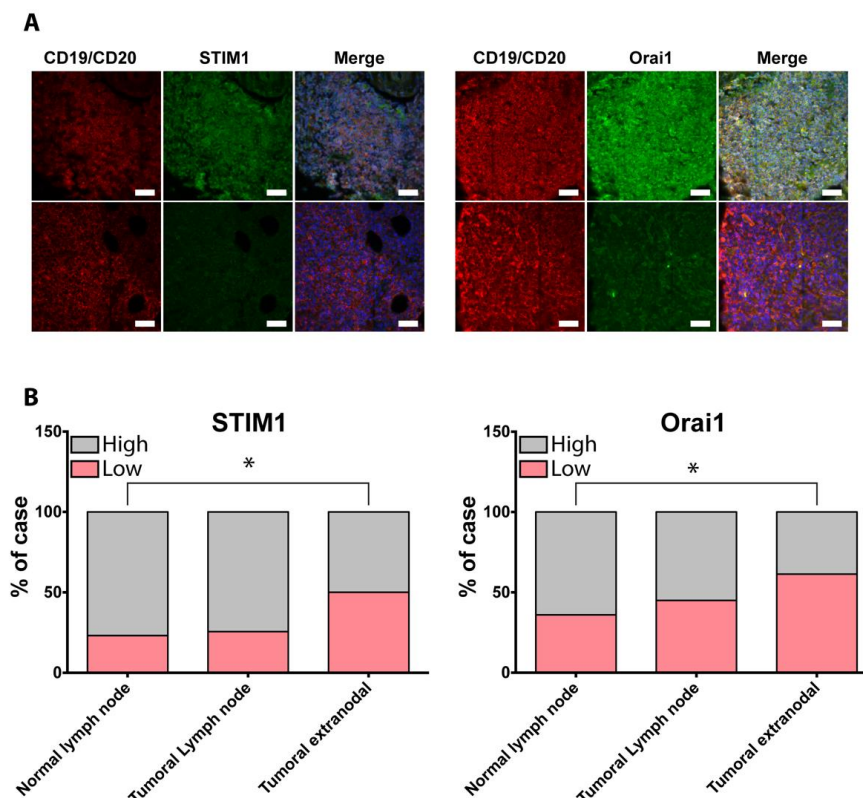 A
CD19/CD20 STIM1 Merge
CD19/CD20 Orai1 Merge
B
STIM1
150
100
50
0
% of case
High
Low
*
Normal lymph node
Tumoral Lymph node
Tumoral extranodal
Orai1
150
100
50
0
% of case
High
Low
*
Normal lymph node
Tumoral Lymph node
Tumoral extranodal